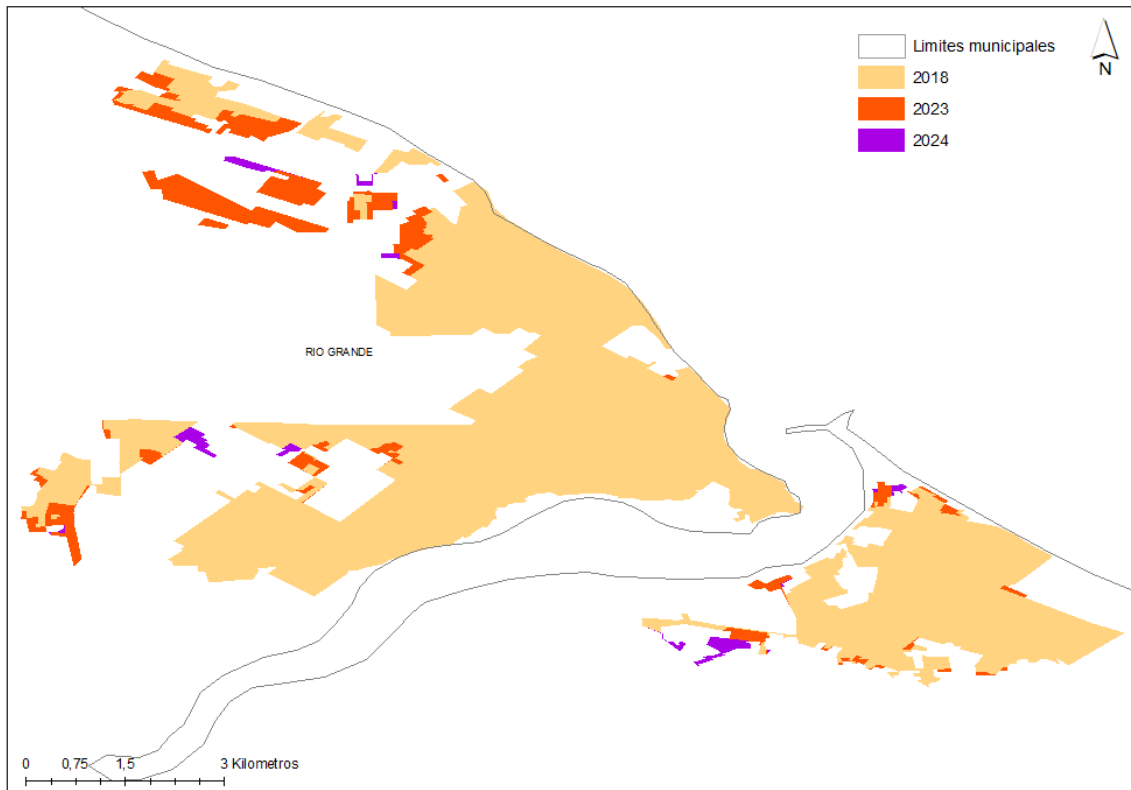 Limites municipales
2018
2023
2024
N
RIO GRANDE
0 0,75 1,5 3 Kilometros